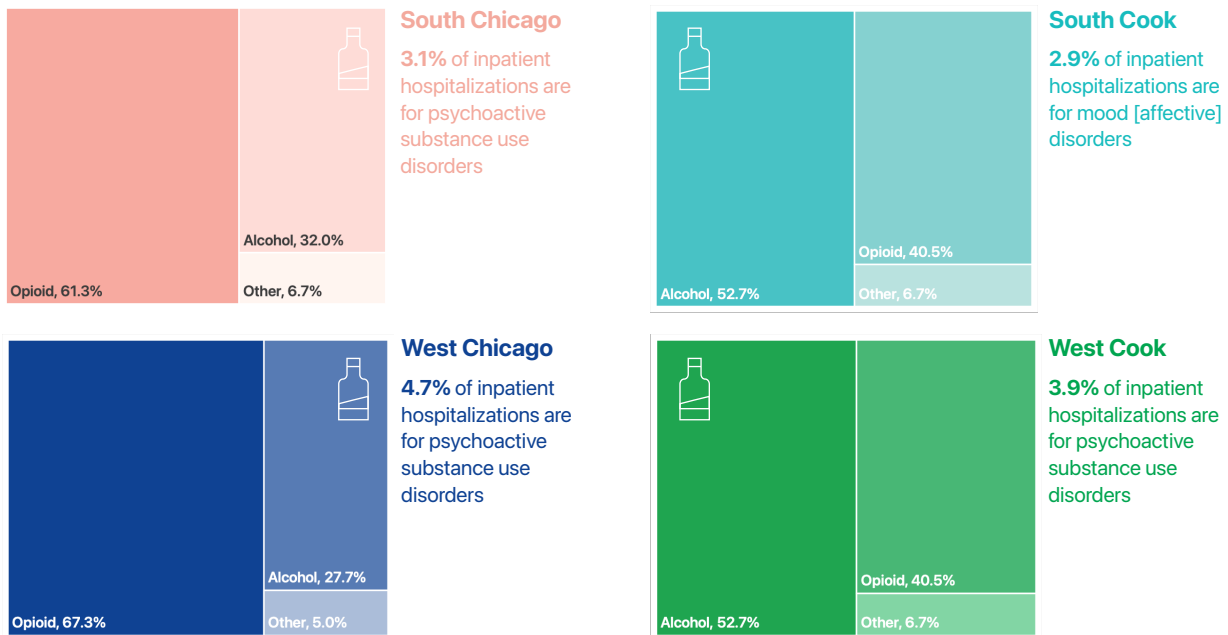 South Chicago
3.1% of inpatient
hospitalizations are
for psychoactive
substance use
disorders
Alcohol, 32.0%
Opioid, 61.3%
Other, 6.7%
South Cook
2.9% of inpatient
hospitalizations are
for mood [affective]
disorders
Opioid, 40.5%
Alcohol, 52.7%
Other, 6.7%
West Chicago
4.7% of inpatient
hospitalizations are
for psychoactive
substance use
disorders
Alcohol, 27.7%
Opioid, 67.3%
Other, 5.0%
West Cook
3.9% of inpatient
hospitalizations are
for psychoactive
substance use
disorders
Opioid, 40.5%
Alcohol, 52.7%
Other, 6.7%